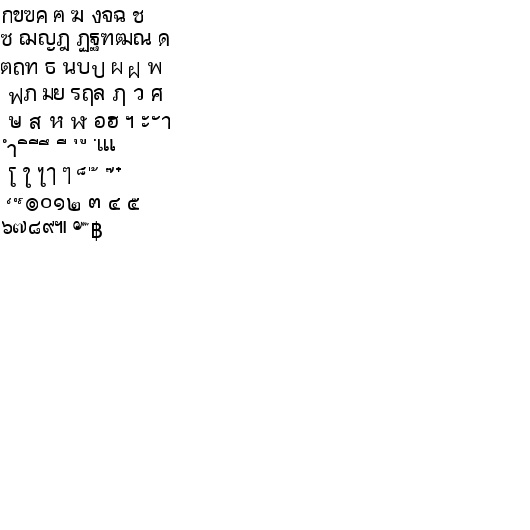 กขฃคฅ ฆ งจฉ ช
ซ ฌญฎ ฏฐฑฒณ ด
ตถท ธ นบป ผ ฝ พ
ฟภ มย รฤล ฦ ว ศ
ษ ส ห ฬ อฮ ฯ ะ ั า
ำ ิ ี ึ ื ุ ู ฺ เแ
โ ใ ไๅ ๆ ็ ่ ้ ๊ ๋
์ ํ ๎ ๏๐๑๒ ๓ ๔ ๕
๖๗๘๙๚ ๛ ฿